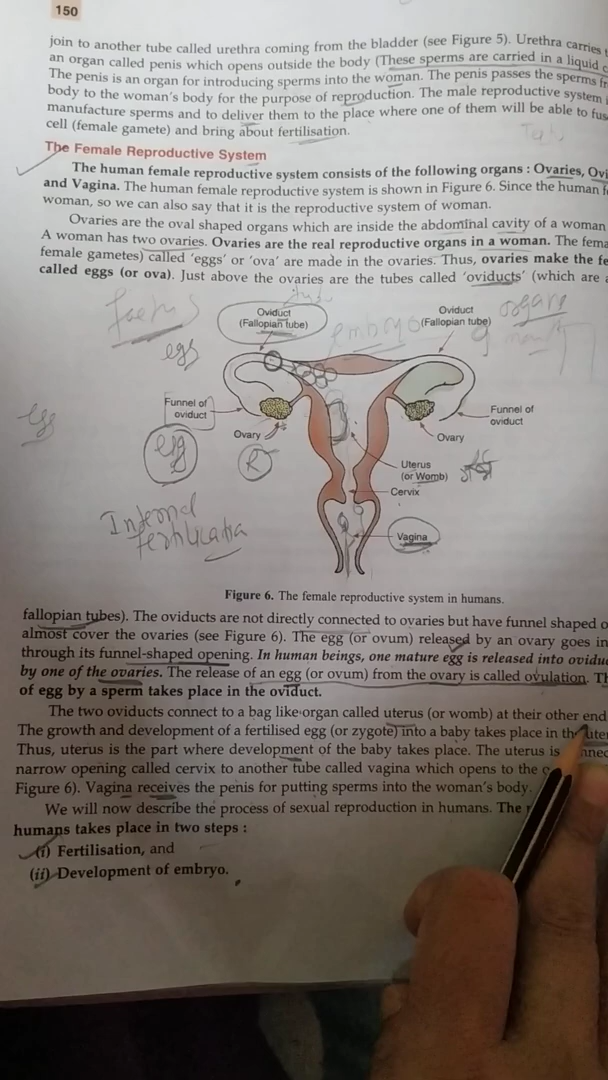 150
join to another tube called urethra coming from the bladder (see Figure 5). Urethra carries
an organ called penis which opens outside the body (These sperms are carried in a liquid
The penis is an organ for introducing sperms into the woman. The penis passes the sperms
body to the woman's body for the purpose of reproduction. The male reproductive system
manufacture sperms and to deliver them to the place where one of them will be able to
cell (female gamete) and bring about fertilisation.
The Female Reproductive System
The human female reproductive system consists of the following organs : Ovaries,
and Vagina. The human female reproductive system is shown in Figure 6. Since the human
woman, so we can also say that it is the reproductive system of woman.
Ovaries are the oval shaped organs which are inside the abdominal cavity of a woman
A woman has two ovaries. Ovaries are the real reproductive organs in a woman. The
female gametes) called 'eggs' or 'ova' are made in the ovaries. Thus, ovaries make the
called eggs (or ova). Just above the ovaries are the tubes called 'oviducts' (which are
Oviduct
(Fallopian tube)
Oviduct
(Fallopian tube)
embryo
egg
Funnel of
oviduct
Funnel of
oviduct
Ovary
Ovary
egg
R
Uterus
(or Womb)
Cervix
Internal
Vagina
Figure 6. The female reproductive system in humans.
fallopian tubes). The oviducts are not directly connected to ovaries but have funnel shaped
almost cover the ovaries (see Figure 6). The egg (or ovum) released by an ovary goes
through its funnel-shaped opening. In human beings, one mature egg is released into
by one of the ovaries. The release of an egg (or ovum) from the ovary is called ovulation.
of egg by a sperm takes place in the oviduct.
The two oviducts connect to a bag like organ called uterus (or womb) at their other end
The growth and development of a fertilised egg (or zygote) into a baby takes place in
Thus, uterus is the part where development of the baby takes place. The uterus is
narrow opening called cervix to another tube called vagina which opens to the
Figure 6). Vagina receives the penis for putting sperms into the woman's body.
We will now describe the process of sexual reproduction in humans. The
humans takes place in two steps :
(i) Fertilisation, and
(ii) Development of embryo.